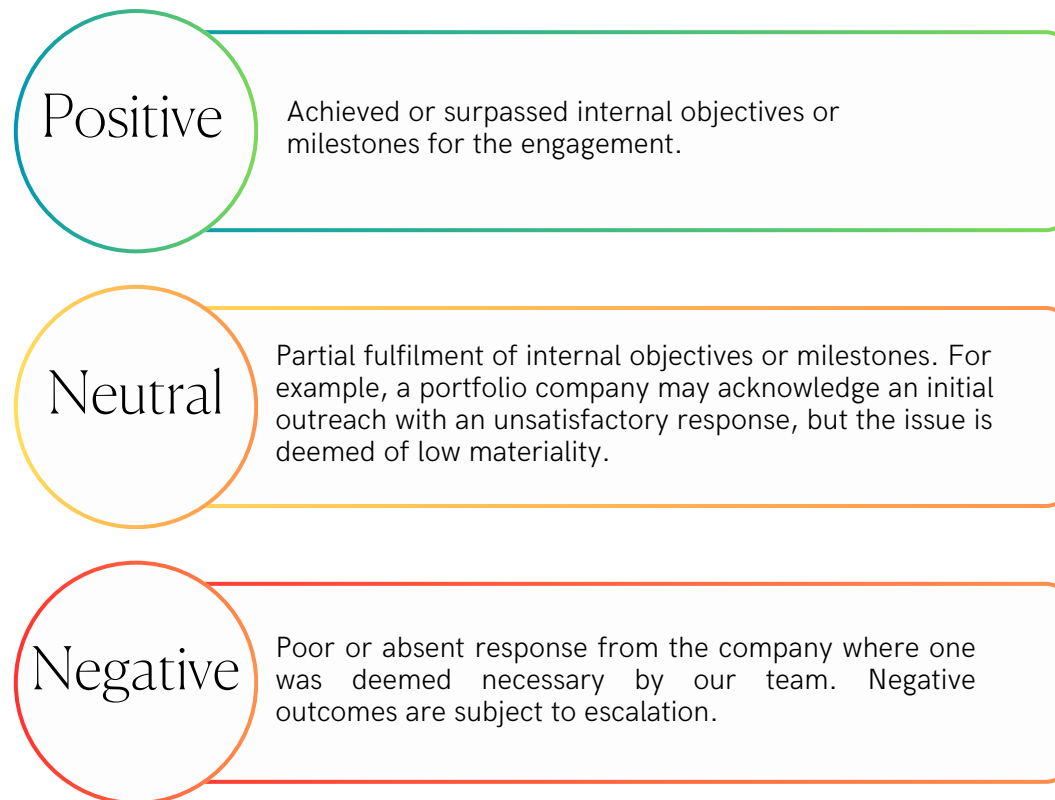 Positive
Achieved or surpassed internal objectives or
milestones for the engagement.
Neutral
Partial fulfilment of internal objectives or milestones. For
example, a portfolio company may acknowledge an initial
outreach with an unsatisfactory response, but the issue is
deemed of low materiality.
Negative
Poor or absent response from the company where one
was deemed necessary by our team. Negative
outcomes are subject to escalation.